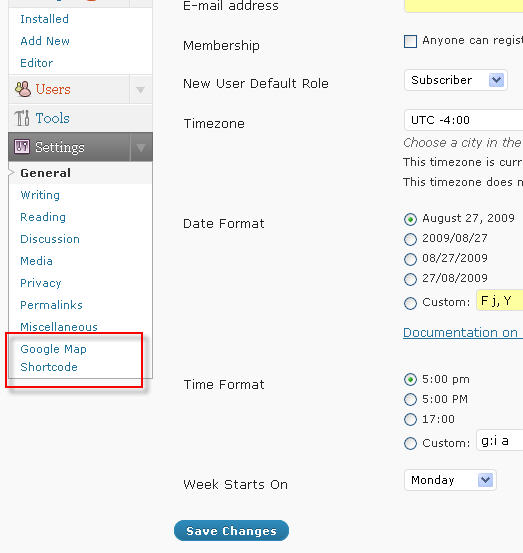 Installed
Add New
Editor
Users
Tools
Settings
General
Writing
Reading
Discussion
Media
Privacy
Permalinks
Miscellaneous
Google Map
Shortcode
E-mail address
Membership
Anyone can regist
New User Default Role
Subscriber
Timezone
UTC -4:00
Choose a city in the
This timezone is curr
This timezone does n
Date Format
August 27, 2009
2009/08/27
08/27/2009
27/08/2009
Custom: F j, Y
Documentation on
Time Format
5:00 pm
5:00 PM
17:00
Custom: g:i a
Week Starts On
Monday
Save Changes